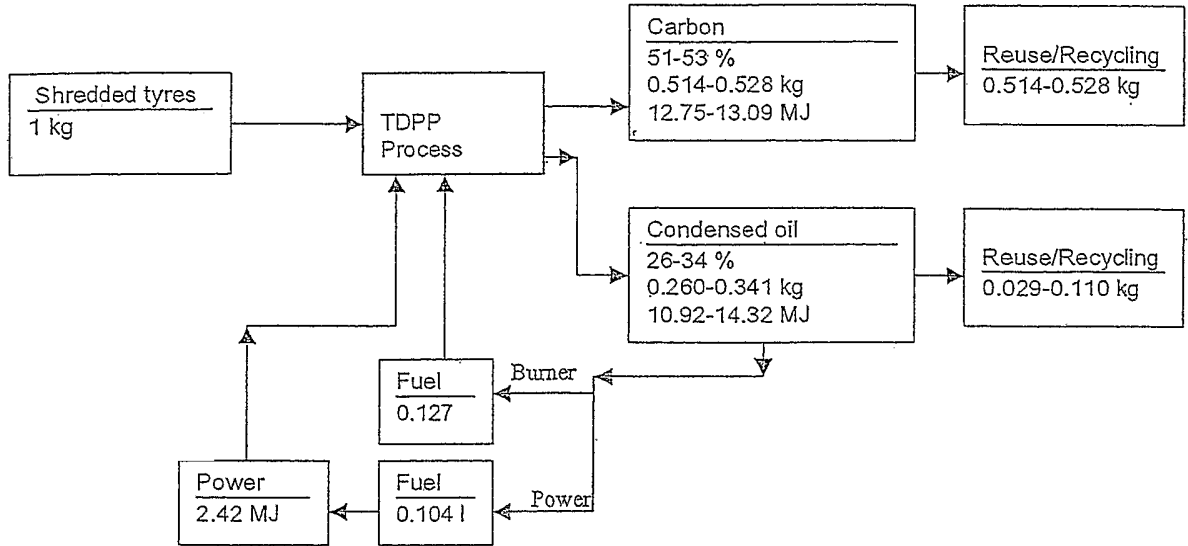 Shredded tyres
1 kg
TDPP
Process
Carbon
51-53 %
0.514-0.528 kg
12.75-13.09 MJ
Reuse/Recycling
0.514-0.528 kg
Condensed oil
26-34 %
0.260-0.341 kg
10.92-14.32 MJ
Reuse/Recycling
0.029-0.110 kg
Burner
Fuel
0.127
Power
Fuel
0.104 l
Power
2.42 MJ